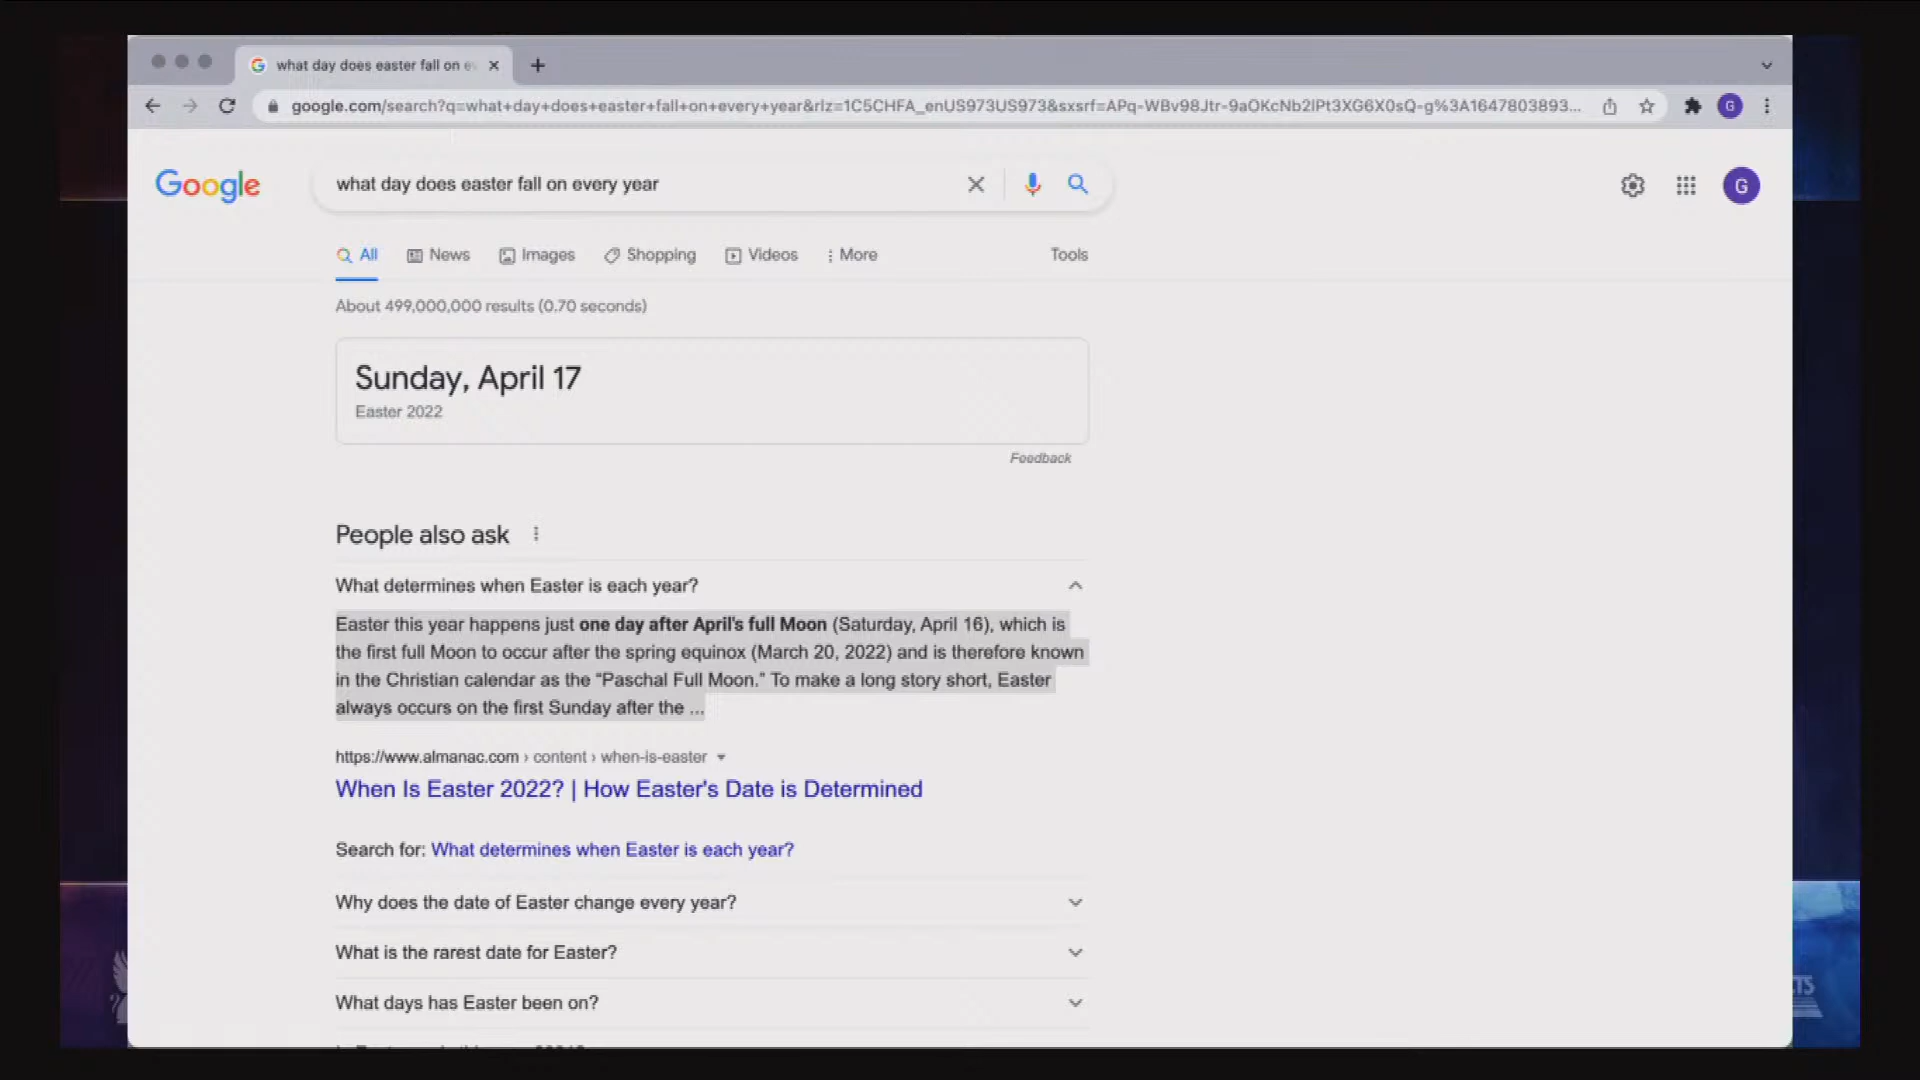 what day does easter fall on ev
google.com/search?q=what+day+does+easter+fall+on+every+year&rlz=1C5CHFA_enUS973US973&sxsrf=APq-WBv98Jtr-9aOKcNb2lPt3XG6X0sQ-g%3A1647803893...
G
Google
what day does easter fall on every year
G
All News Images Shopping Videos More Tools
About 499,000,000 results (0.70 seconds)
Sunday, April 17
Easter 2022
Feedback
People also ask
What determines when Easter is each year?
Easter this year happens just one day after April's full Moon (Saturday, April 16), which is
the first full Moon to occur after the spring equinox (March 20, 2022) and is therefore known
in the Christian calendar as the “Paschal Full Moon.” To make a long story short, Easter
always occurs on the first Sunday after the ...
https://www.almanac.com › content › when-is-easter
When Is Easter 2022? | How Easter's Date is Determined
Search for: What determines when Easter is each year?
Why does the date of Easter change every year?
What is the rarest date for Easter?
What days has Easter been on?